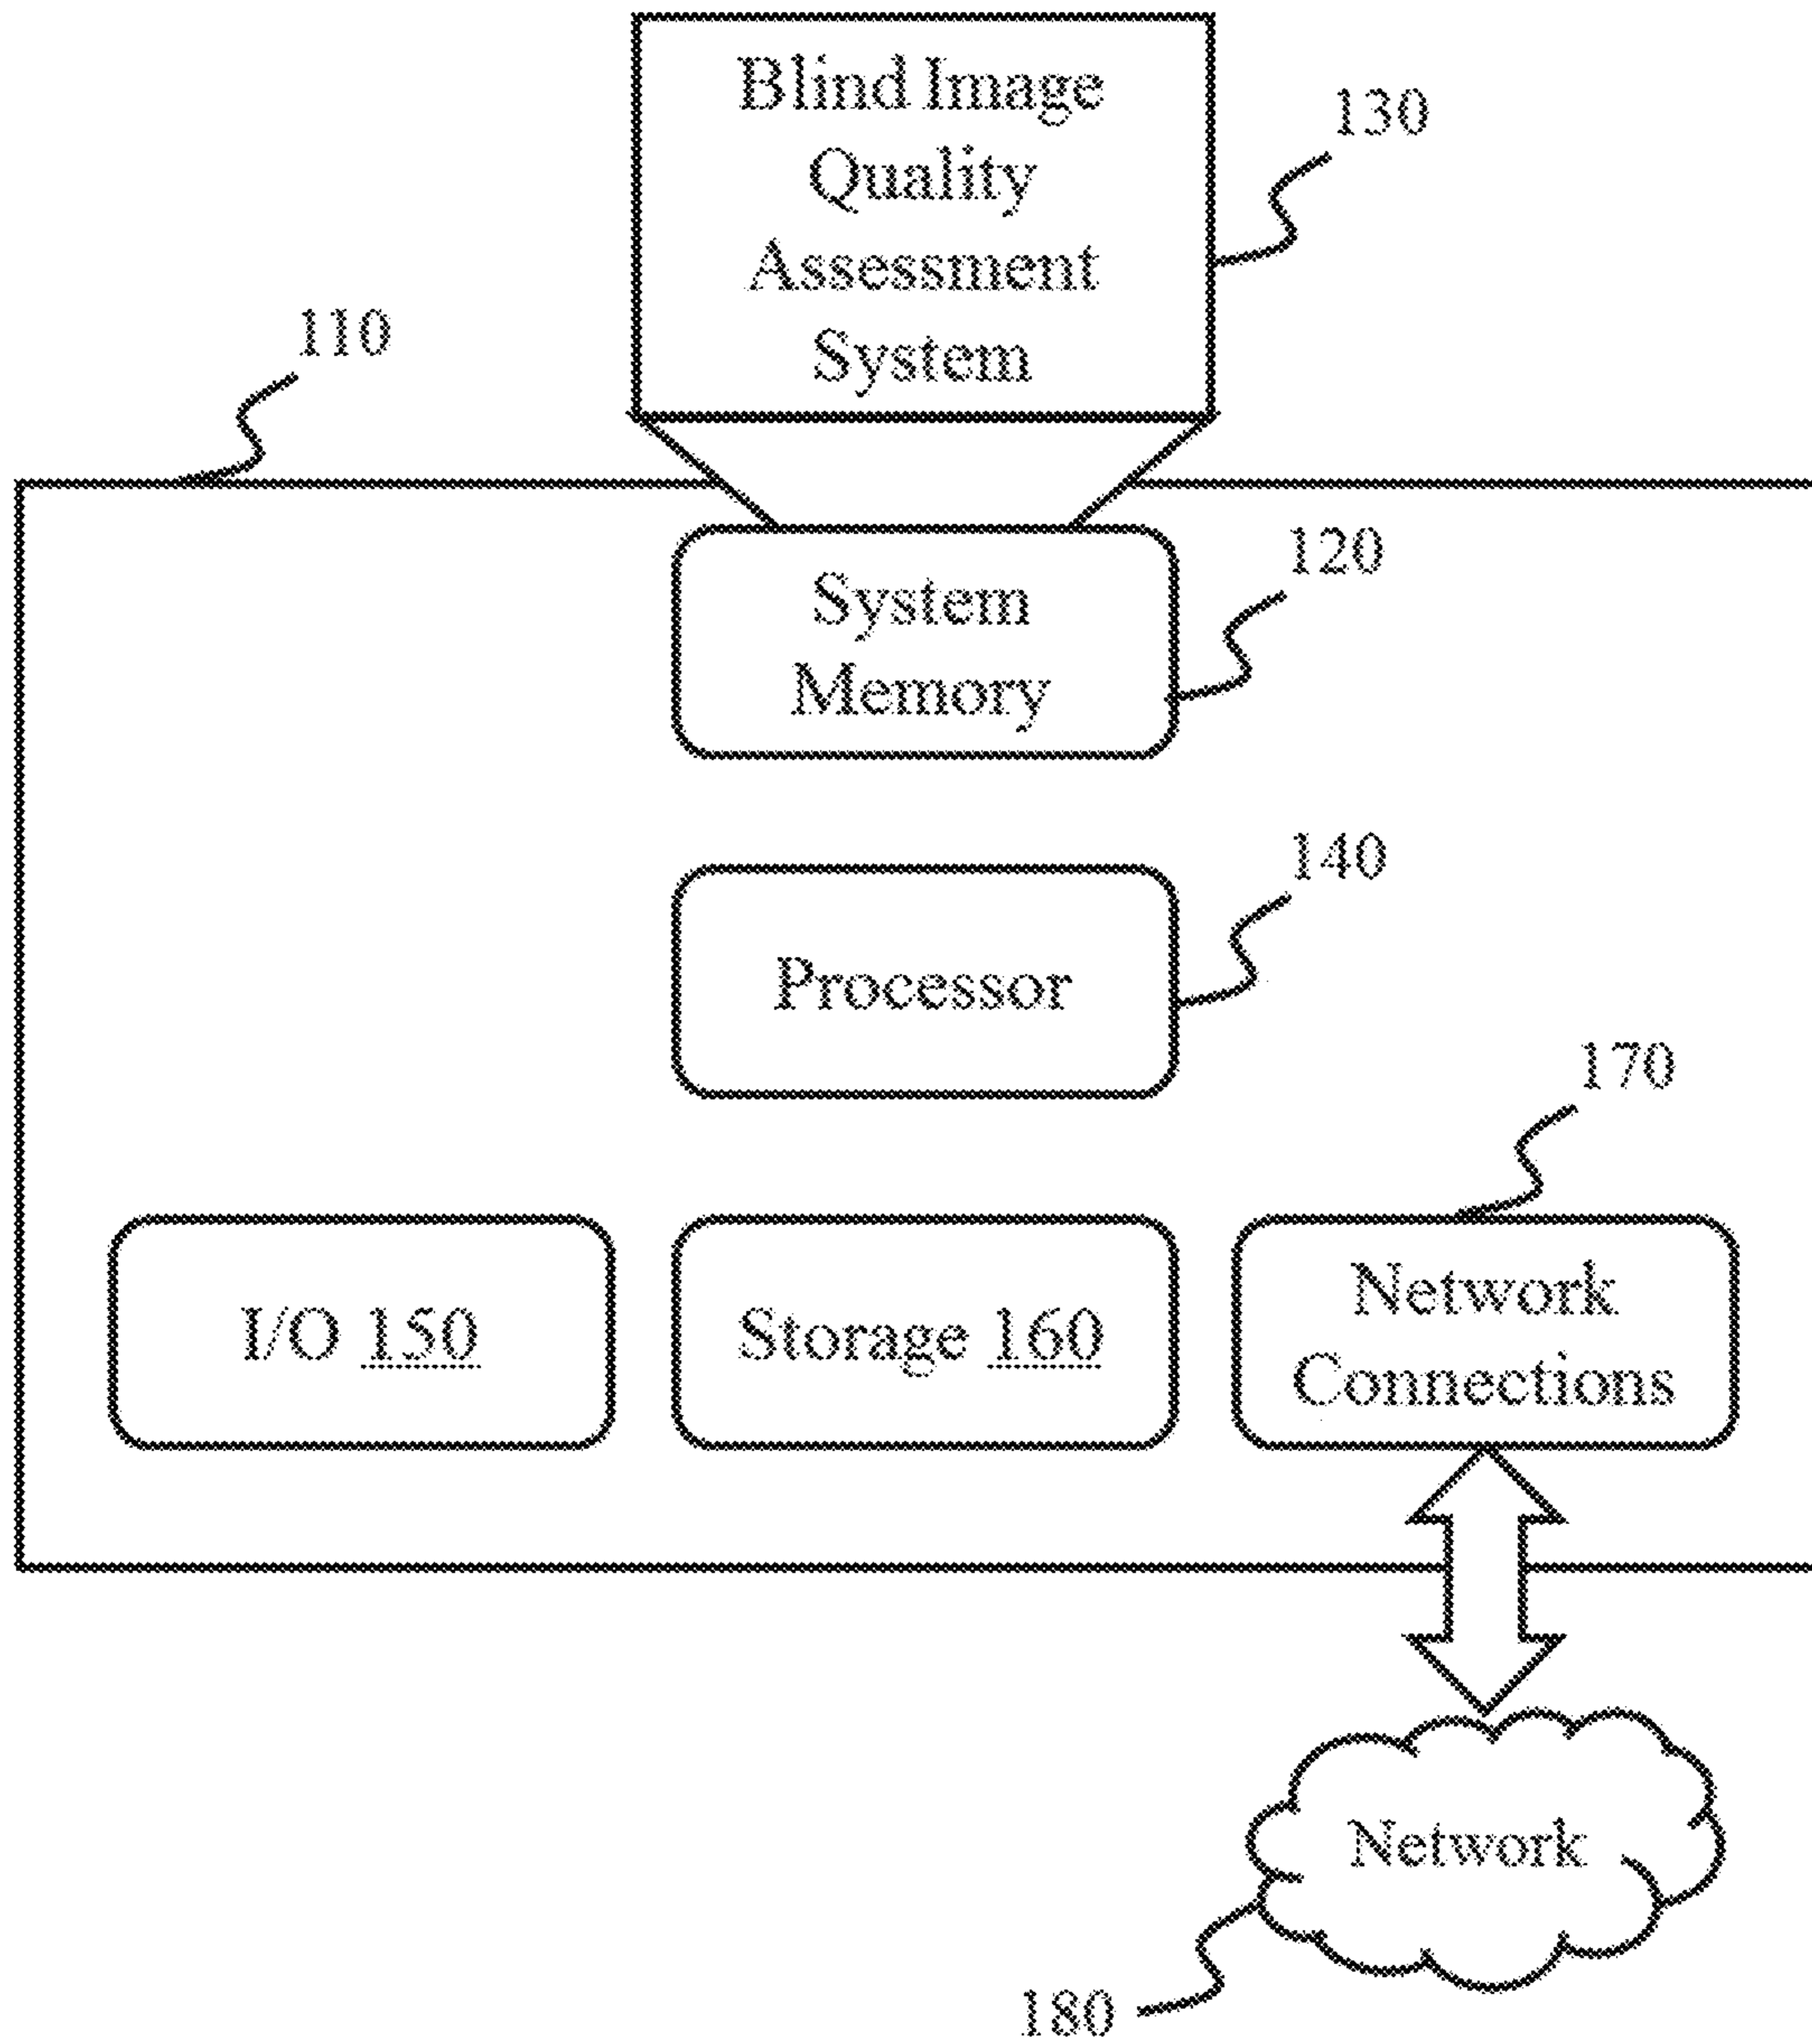 Blind Image
Quality
Assessment
System
130
110
System
Memory
120
Processor
140
170
I/O 150
Storage 160
Network
Connections
Network
180